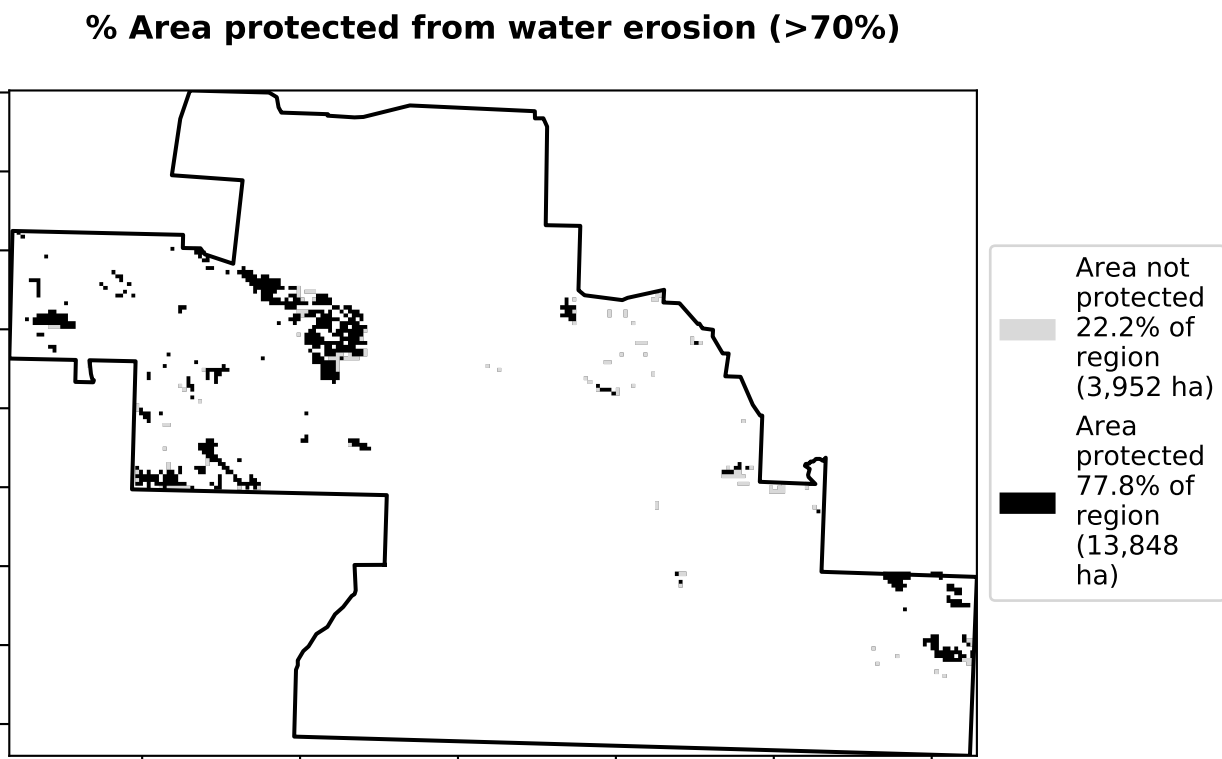 % Area protected from water erosion (>70%)
Area not
protected
22.2% of
region
(3,952 ha)
Area
protected
77.8% of
region
(13,848
ha)